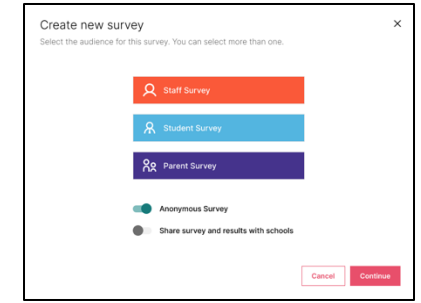 Create new survey
Select the audience for this survey. You can select more than one.
Staff Survey
Student Survey
Parent Survey
Anonymous Survey
Share survey and results with schools
Cancel
Continue